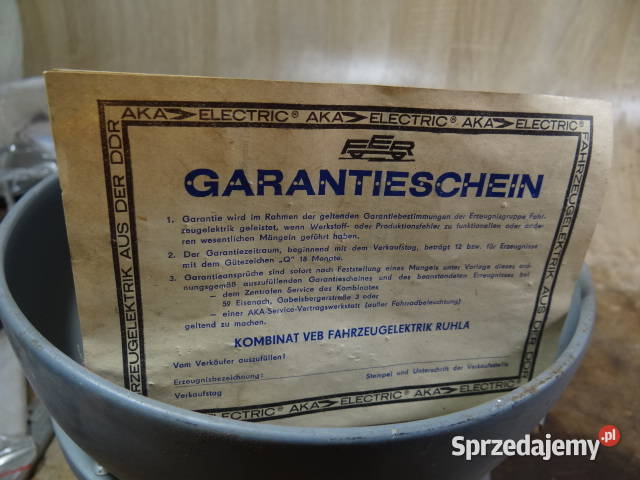 AKA ELECTRIC® AKA ELECTRIC® AKA ELECTRIC®
FER
GARANTIESCHEIN
1. Garantie wird im Rahmen der geltenden Garantiebestimmungen der Erzeugnisgruppe Fahr-
zeugelektrik geleistet, wenn Werkstoff- oder Produktionsfehler zu funktionellen oder ande-
ren wesentlichen Mängeln geführt haben.
2. Der Garantiezeitraum, beginnend mit dem Verkaufstag, beträgt 12 bzw. für Erzeugnisse
mit dem Gütezeichen „Q" 18 Monate.
3. Garantieansprüche sind sofort nach Feststellung eines Mangels unter Vorlage dieses ord-
nungsgemäß auszufüllenden Garantiescheines und des beanstandeten Erzeugnisses bei
— dem Zentralen Service des Kombinates
59 Eisenach, Gabelsbergerstraße 3 oder
— einer AKA-Service-Vertragswerkstatt (außer Fahrradbeleuchtung)
geltend zu machen.
KOMBINAT VEB FAHRZEUGELEKTRIK RUHLA
Vom Verkäufer auszufüllen!
Erzeugnisbezeichnung:
Stempel und Unterschrift der Verkaufsstelle
Verkaufstag
ELECTRIC® AKA ELECTRIC® AKA ELECTRIC®
RZEUGELEKTRIK AUS DER DDR
FAHRZEUGELEKTRIK AUS DER DDR
Sprzedajemy.pl